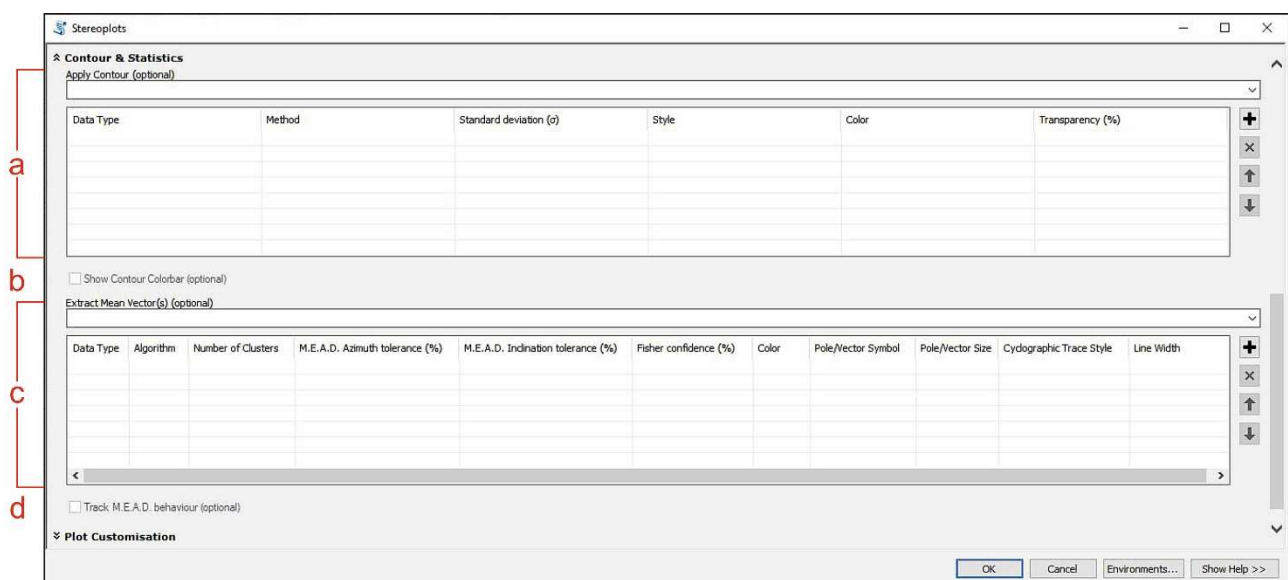 Stereoplots
Contour & Statistics
Apply Contour (optional)
Data Type Method Standard deviation (σ) Style Color Transparency (%)
a
b
Show Contour Colorbar (optional)
Extract Mean Vector(s) (optional)
Data Type Algorithm Number of Clusters M.E.A.D. Azimuth tolerance (%) M.E.A.D. Inclination tolerance (%) Fisher confidence (%) Color Pole/Vector Symbol Pole/Vector Size Cyclographic Trace Style Line Width
c
d
Track M.E.A.D. behaviour (optional)
Plot Customisation
OK Cancel Environments... Show Help >>